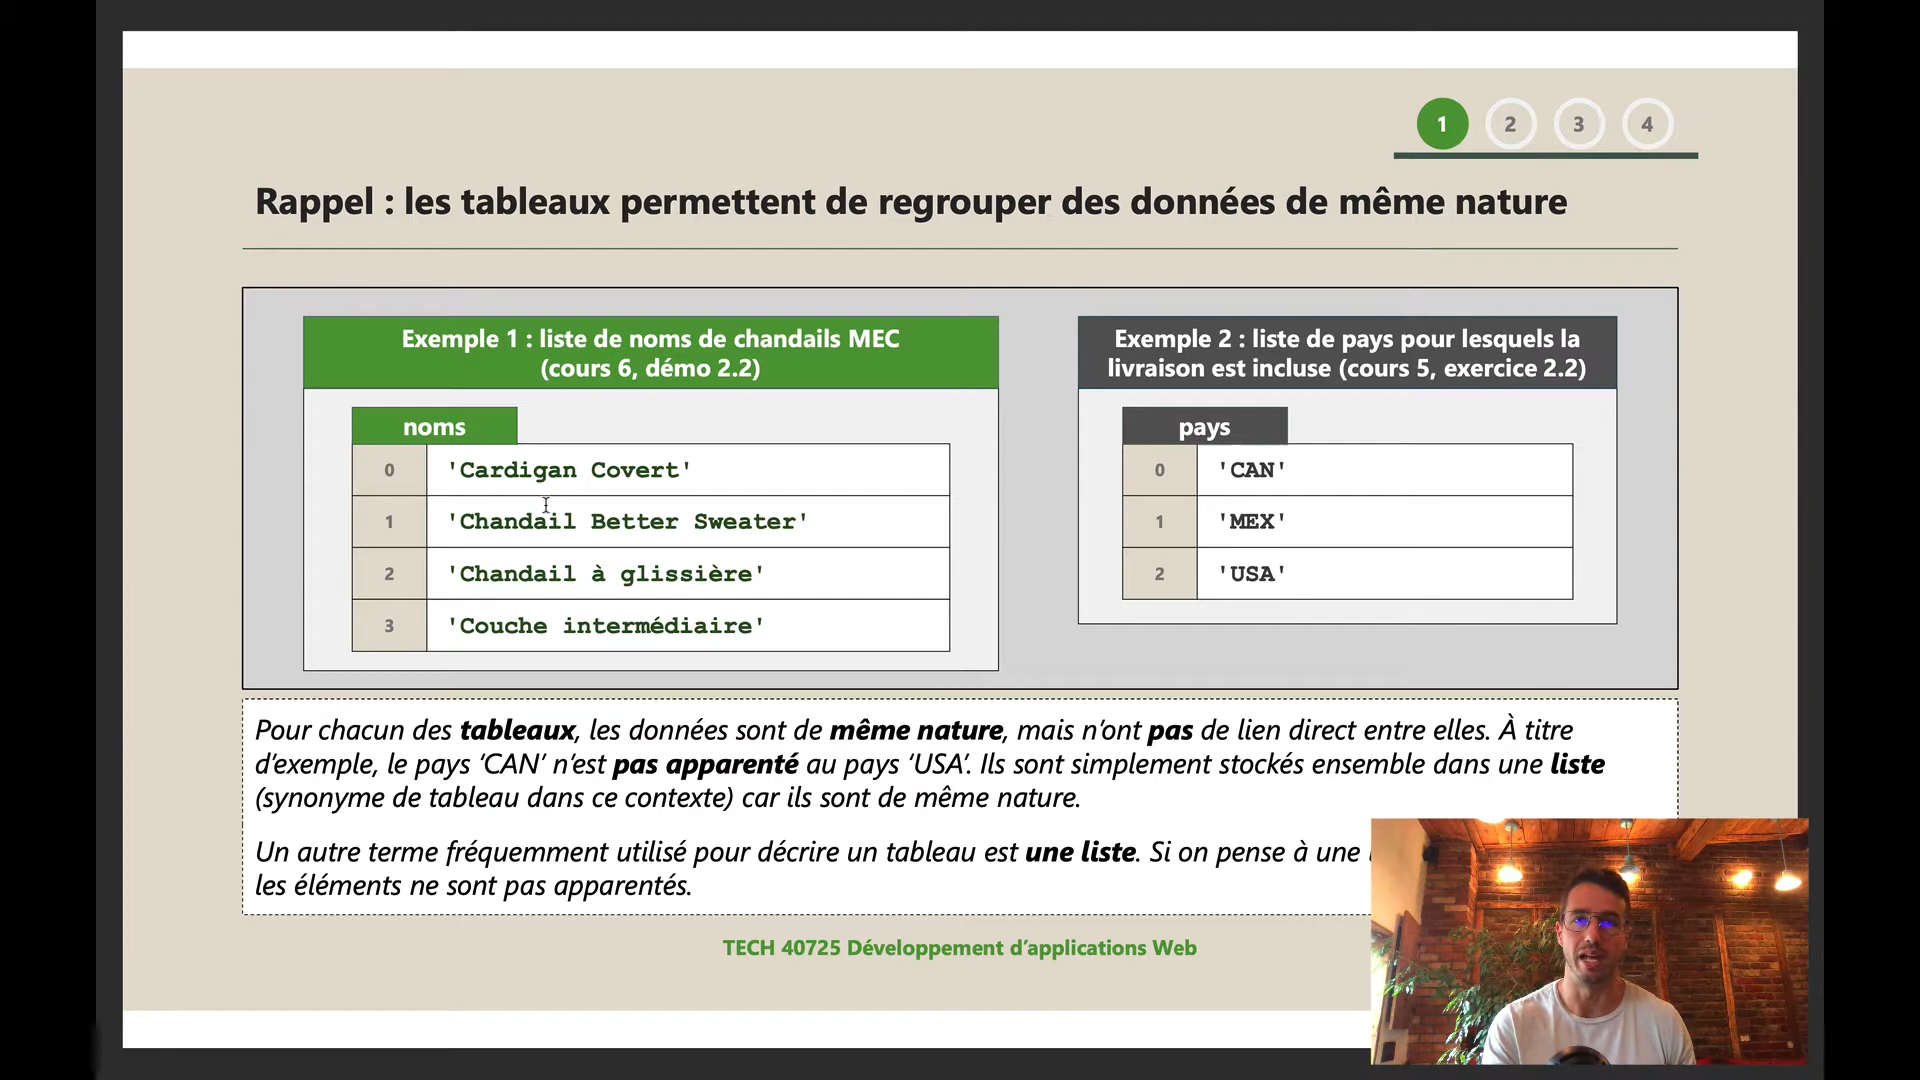 1 2 3 4
Rappel : les tableaux permettent de regrouper des données de même nature
Exemple 1 : liste de noms de chandails MEC
(cours 6, démo 2.2)
noms
0 'Cardigan Covert'
1 'Chandail Better Sweater'
2 'Chandail à glissière'
3 'Couche intermédiaire'
Exemple 2 : liste de pays pour lesquels la
livraison est incluse (cours 5, exercice 2.2)
pays
0 'CAN'
1 'MEX'
2 'USA'
Pour chacun des tableaux, les données sont de même nature, mais n’ont pas de lien direct entre elles. À titre
d’exemple, le pays ‘CAN’ n’est pas apparenté au pays ‘USA’. Ils sont simplement stockés ensemble dans une liste
(synonyme de tableau dans ce contexte) car ils sont de même nature.
Un autre terme fréquemment utilisé pour décrire un tableau est une liste. Si on pense à une
les éléments ne sont pas apparentés.
TECH 40725 Développement d’applications Web